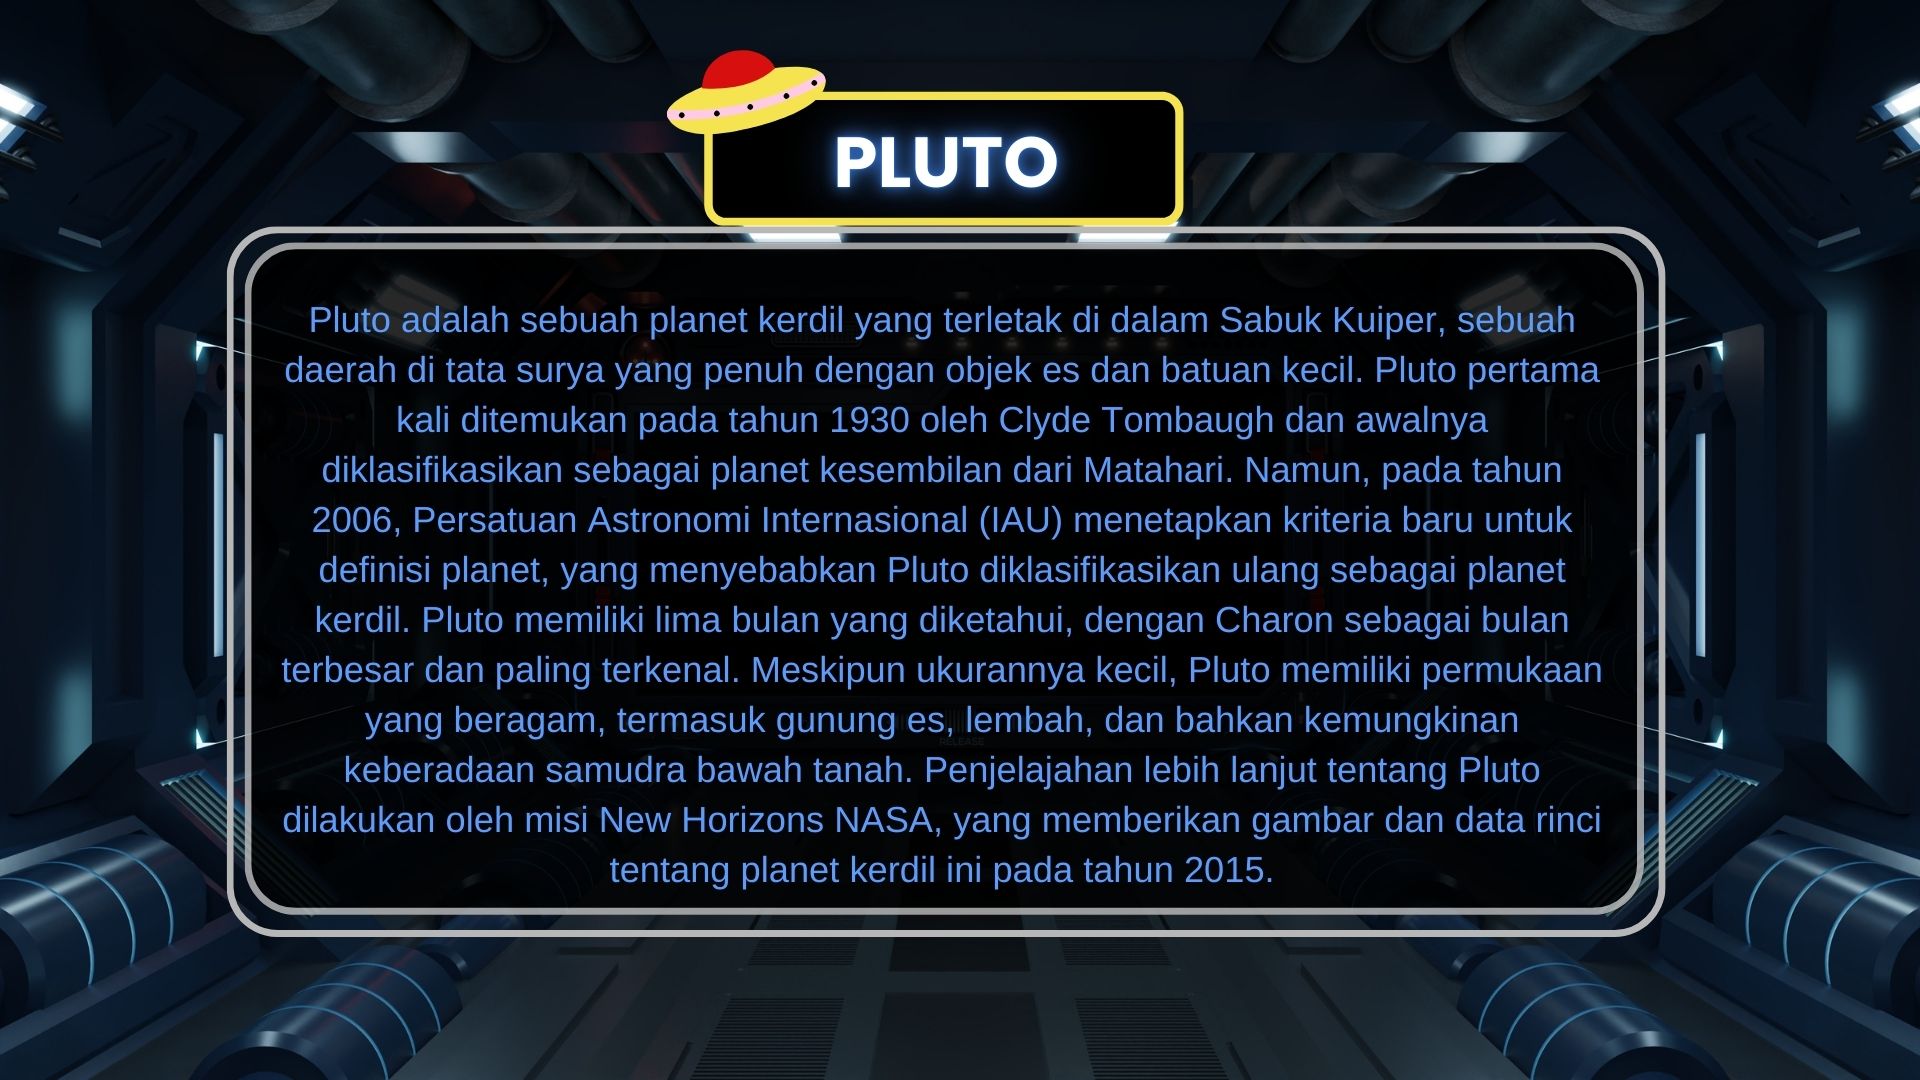 PLUTO
Pluto adalah sebuah planet kerdil yang terletak di dalam Sabuk Kuiper, sebuah
daerah di tata surya yang penuh dengan objek es dan batuan kecil. Pluto pertama
kali ditemukan pada tahun 1930 oleh Clyde Tombaugh dan awalnya
diklasifikasikan sebagai planet kesembilan dari Matahari. Namun, pada tahun
2006, Persatuan Astronomi Internasional (IAU) menetapkan kriteria baru untuk
definisi planet, yang menyebabkan Pluto diklasifikasikan ulang sebagai planet
kerdil. Pluto memiliki lima bulan yang diketahui, dengan Charon sebagai bulan
terbesar dan paling terkenal. Meskipun ukurannya kecil, Pluto memiliki permukaan
yang beragam, termasuk gunung es, lembah, dan bahkan kemungkinan
RELEASE
keberadaan samudra bawah tanah. Penjelajahan lebih lanjut tentang Pluto
dilakukan oleh misi New Horizons NASA, yang memberikan gambar dan data rinci
tentang planet kerdil ini pada tahun 2015.